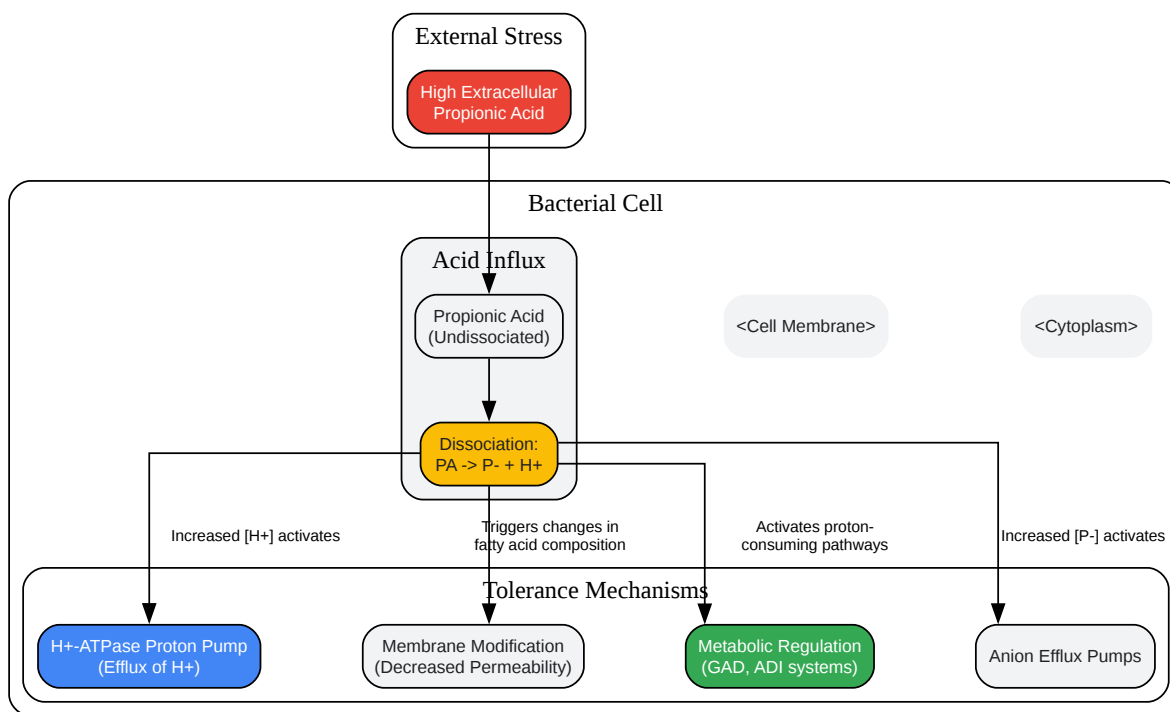 External Stress
High Extracellular
Propionic Acid
Bacterial Cell
Acid Influx
Propionic Acid
(Undissociated)
<Cell Membrane>
<Cytoplasm>
Dissociation:
PA -> P- + H+
Increased [H+] activates
Triggers changes in
fatty acid composition
Activates proton-
consuming pathways
Increased [P-] activates
Tolerance Mechanisms
H+-ATPase Proton Pump
(Efflux of H+)
Membrane Modification
(Decreased Permeability)
Metabolic Regulation
(GAD, ADI systems)
Anion Efflux Pumps